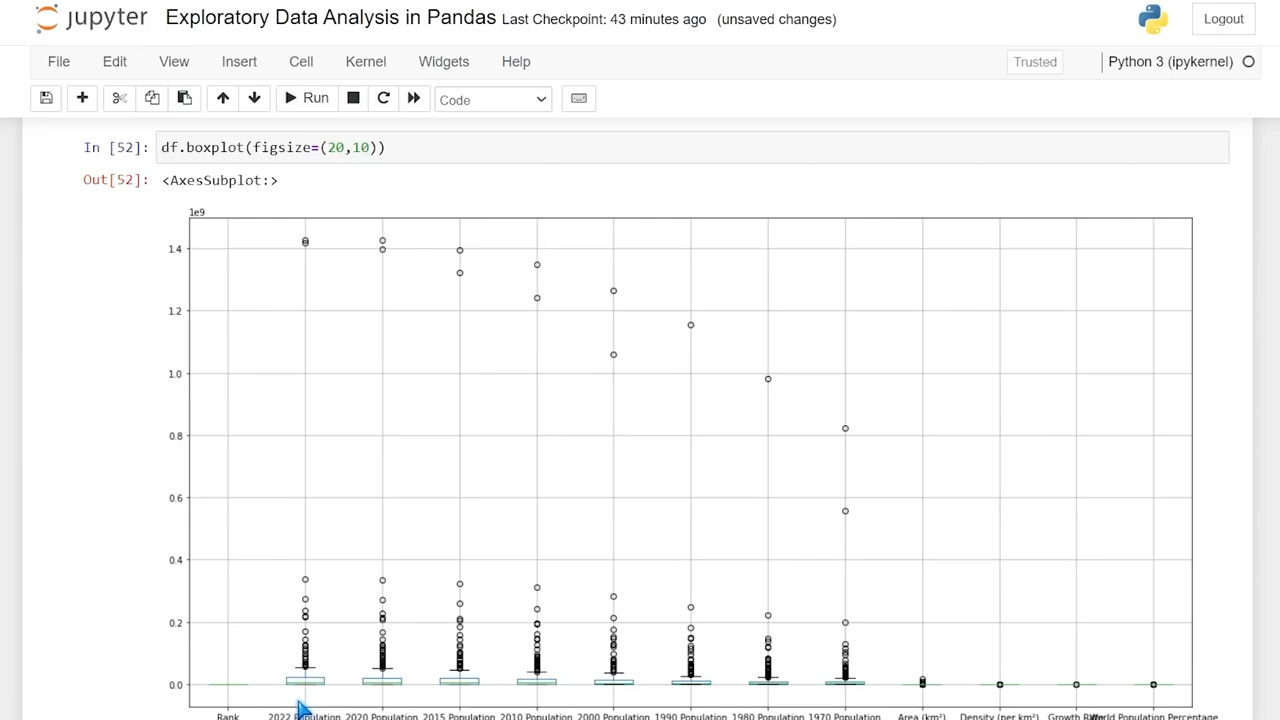 jupyter Exploratory Data Analysis in Pandas Last Checkpoint: 43 minutes ago (unsaved changes) Logout
File Edit View Insert Cell Kernel Widgets Help Trusted Python 3 (ipykernel)
Run Code
In [52]: df.boxplot(figsize=(20,10))
Out[52]: <AxesSubplot:>
1e9
1.4
1.2
1.0
0.8
0.6
0.4
0.2
0.0
Rank 2022 Population 2020 Population 2015 Population 2010 Population 2000 Population 1990 Population 1980 Population 1970 Population Area (km²) Density (per km²) Growth World Population Percentage